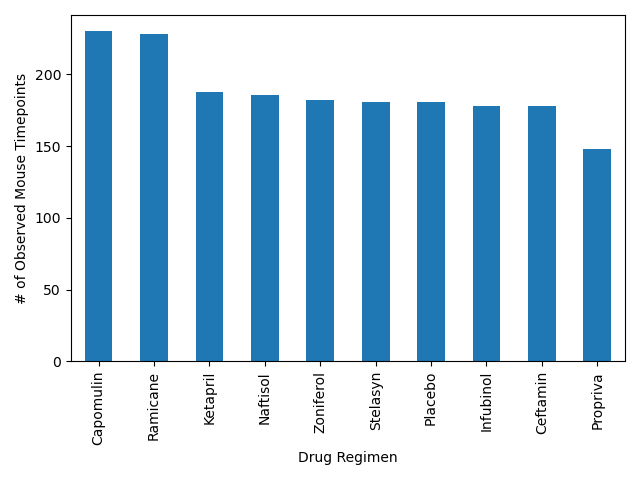 # of Observed Mouse Timepoints
200
150
100
50
0
Capomulin
Ramicane
Ketapril
Naftisol
Zoniferol
Stelasyn
Placebo
Infubinol
Ceftamin
Propriva
Drug Regimen